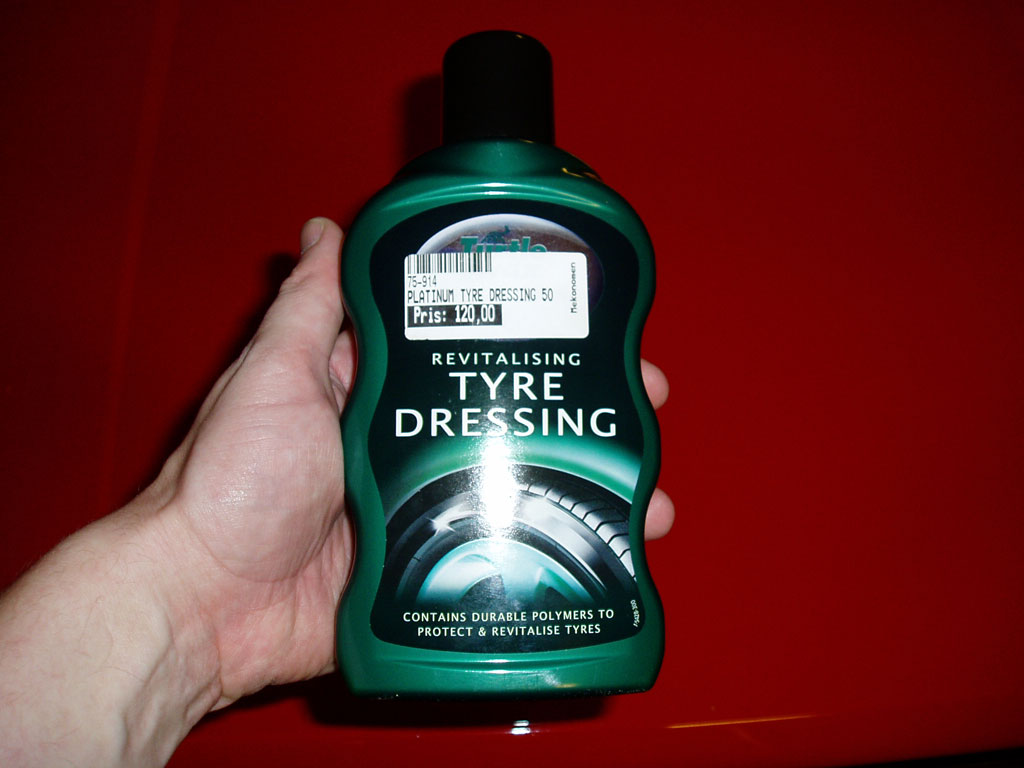 Turtle
75-914
PLATINUM TYRE DRESSING 50
Pris: 120,00
Mekonomen
REVITALISING
TYRE
DRESSING
CONTAINS DURABLE POLYMERS TO
PROTECT & REVITALISE TYRES